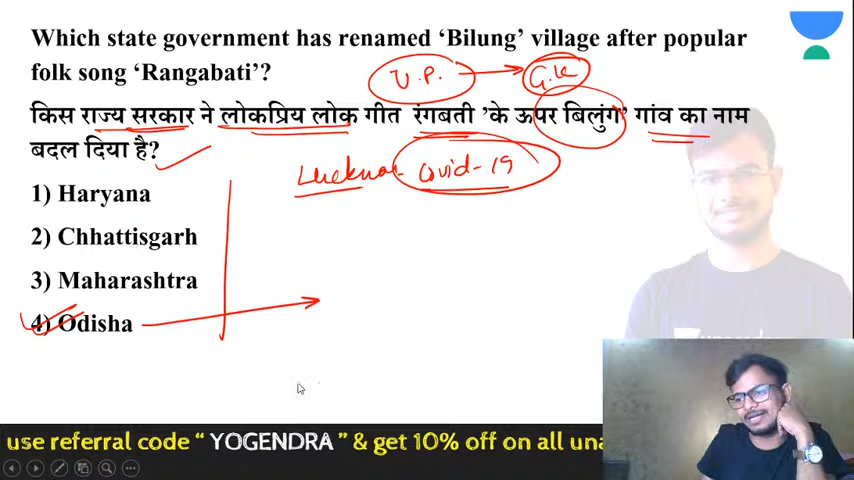 Which state government has renamed ‘Bilung’ village after popular
folk song ‘Rangabati’?
U.P. → G.K
किस राज्य सरकार ने लोकप्रिय लोक गीत रंगबती ’के ऊपर बिलुंग’ गांव का नाम
बदल दिया है?
Lucknow - Covid-19
1) Haryana
2) Chhattisgarh
3) Maharashtra
4) Odisha
use referral code “ YOGENDRA ” & get 10% off on all una